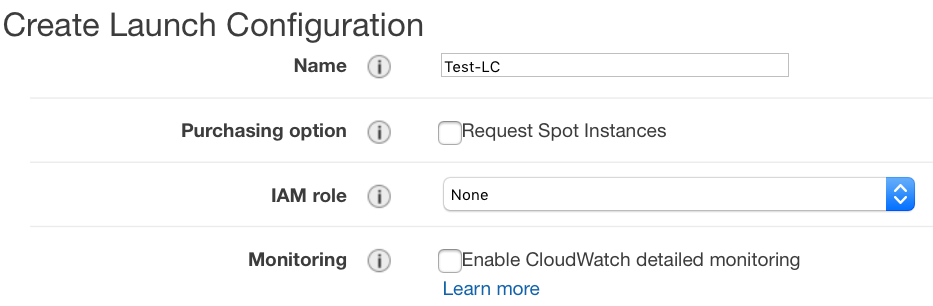 Create Launch Configuration
Name i Test-LC
Purchasing option i Request Spot Instances
IAM role i None
Monitoring i Enable CloudWatch detailed monitoring
Learn more